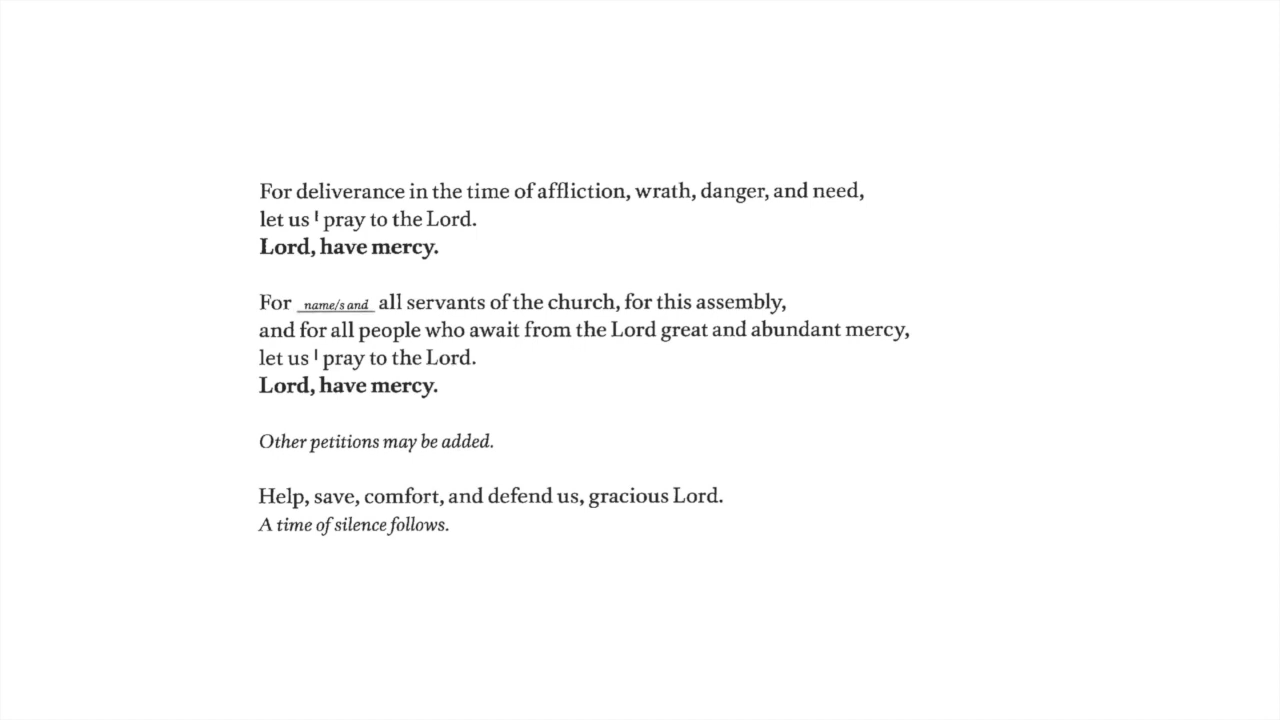 For deliverance in the time of affliction, wrath, danger, and need,
let us | pray to the Lord.
Lord, have mercy.
For name/s and all servants of the church, for this assembly,
and for all people who await from the Lord great and abundant mercy,
let us | pray to the Lord.
Lord, have mercy.
Other petitions may be added.
Help, save, comfort, and defend us, gracious Lord.
A time of silence follows.